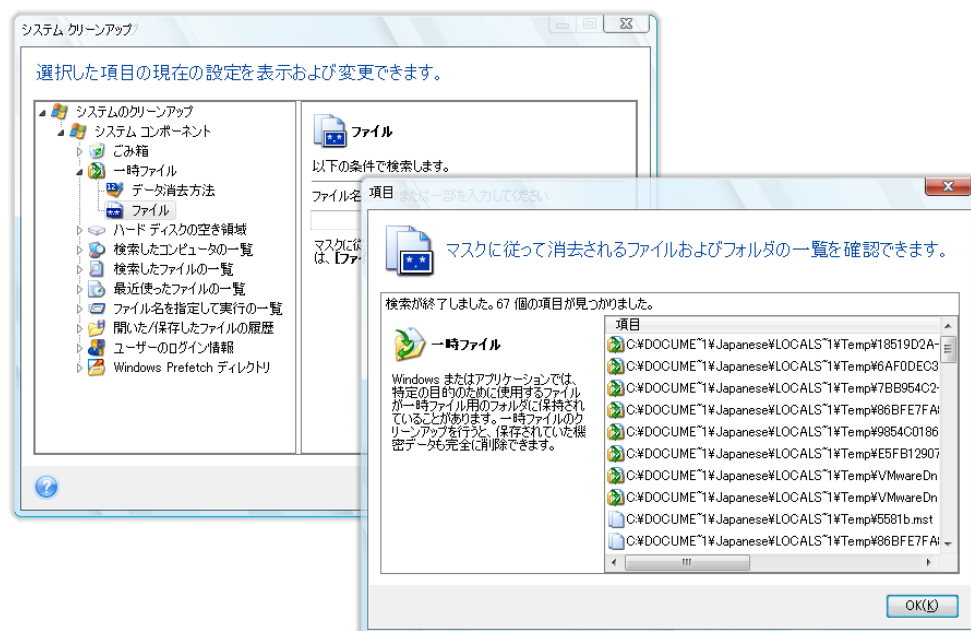 システム クリーンアップ
選択した項目の現在の設定を表示および変更できます。
システムのクリーンアップ
システム コンポーネント
ごみ箱
一時ファイル
データ消去方法
ファイル
ハード ディスクの空き領域
検索したコンピュータの一覧
検索したファイルの一覧
最近使ったファイルの一覧
ファイル名を指定して実行の一覧
開いた/保存したファイルの履歴
ユーザーのログイン情報
Windows Prefetch ディレクトリ
ファイル
以下の条件で検索します。
ファイル名または一部を入力してください
マスクに従
は、[ファ
項目
マスクに従って消去されるファイルおよびフォルダの一覧を確認できます。
検索が終了しました。67 個の項目が見つかりました。
一時ファイル
Windows またはアプリケーションでは、
特定の目的のために使用するファイル
が一時ファイル用のフォルダに保持され
ていることがあります。一時ファイルのク
リーンアップを行うと、保存されていた機
密データも完全に削除できます。
項目
C:¥DOCUME~1¥Japanese¥LOCALS~1¥Temp¥18519D2A-
C:¥DOCUME~1¥Japanese¥LOCALS~1¥Temp¥6AF0DEC3
C:¥DOCUME~1¥Japanese¥LOCALS~1¥Temp¥7BB954C2-
C:¥DOCUME~1¥Japanese¥LOCALS~1¥Temp¥86BFE7FA
C:¥DOCUME~1¥Japanese¥LOCALS~1¥Temp¥9854C0186
C:¥DOCUME~1¥Japanese¥LOCALS~1¥Temp¥E5FB12907
C:¥DOCUME~1¥Japanese¥LOCALS~1¥Temp¥VMwareDn
C:¥DOCUME~1¥Japanese¥LOCALS~1¥Temp¥VMwareDn
C:¥DOCUME~1¥Japanese¥LOCALS~1¥Temp¥5581b.mst
C:¥DOCUME~1¥Japanese¥LOCALS~1¥Temp¥86BFE7FA
OK(K)